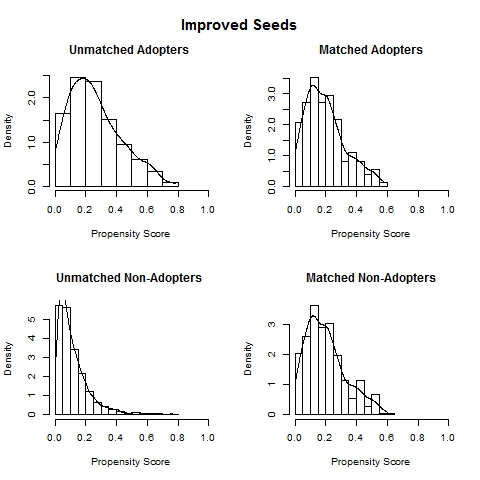 Improved Seeds
Unmatched Adopters
Density
0.0 1.0 2.0
0.0 0.2 0.4 0.6 0.8 1.0
Propensity Score
Matched Adopters
Density
0.0 1.0 2.0 3.0
0.0 0.2 0.4 0.6 0.8 1.0
Propensity Score
Unmatched Non-Adopters
Density
0 1 2 3 4 5
0.0 0.2 0.4 0.6 0.8 1.0
Propensity Score
Matched Non-Adopters
Density
0 1 2 3
0.0 0.2 0.4 0.6 0.8 1.0
Propensity Score